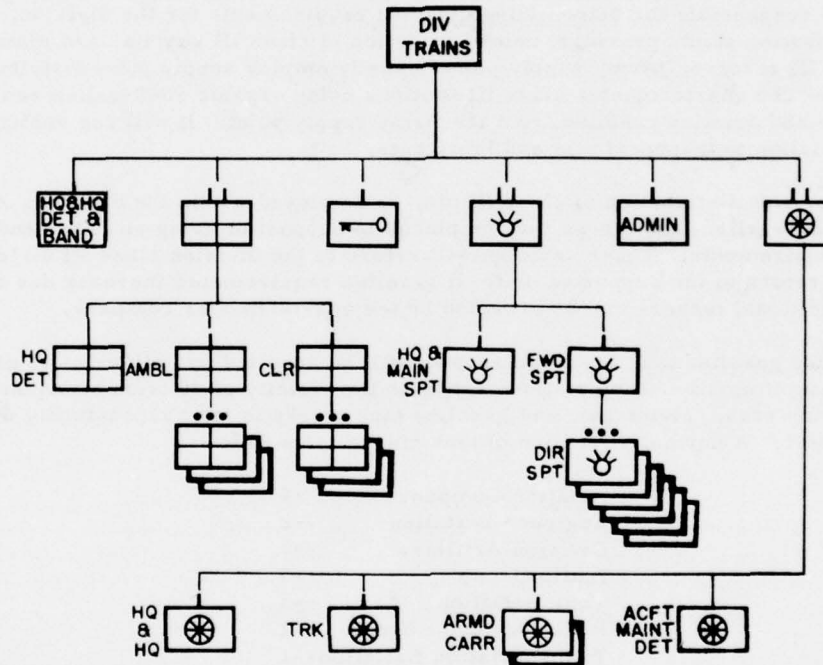 DIV
TRAINS
HQ&HQ
DET &
BAND
ADMIN
HQ
DET
AMBL
CLR
HQ &
MAIN
SPT
FWD
SPT
DIR
SPT
HQ
&
HQ
TRK
ARMD
CARR
ACFT
MAINT
DET